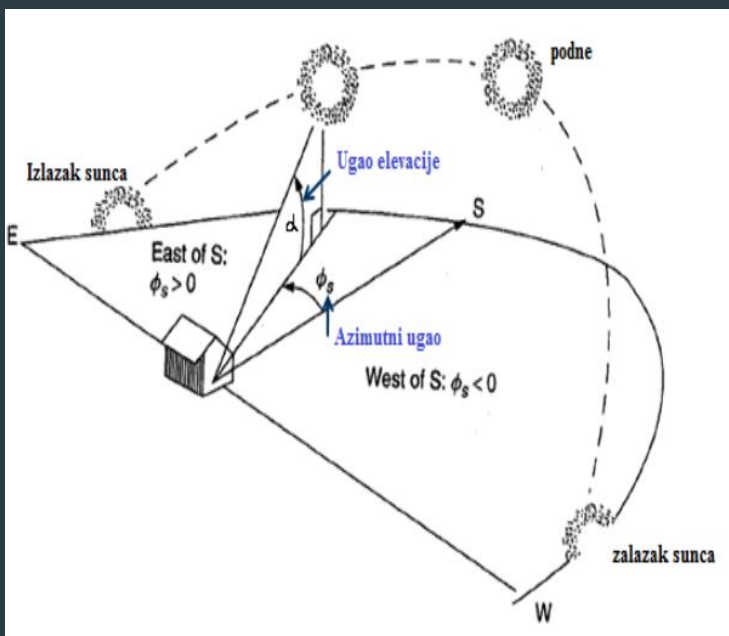 podne
Ugao elevacije
Izlazak sunca
S
E
α
East of S:
ϕs>0
ϕs
Azimutni ugao
West of S: ϕs<0
zalazak sunca
W